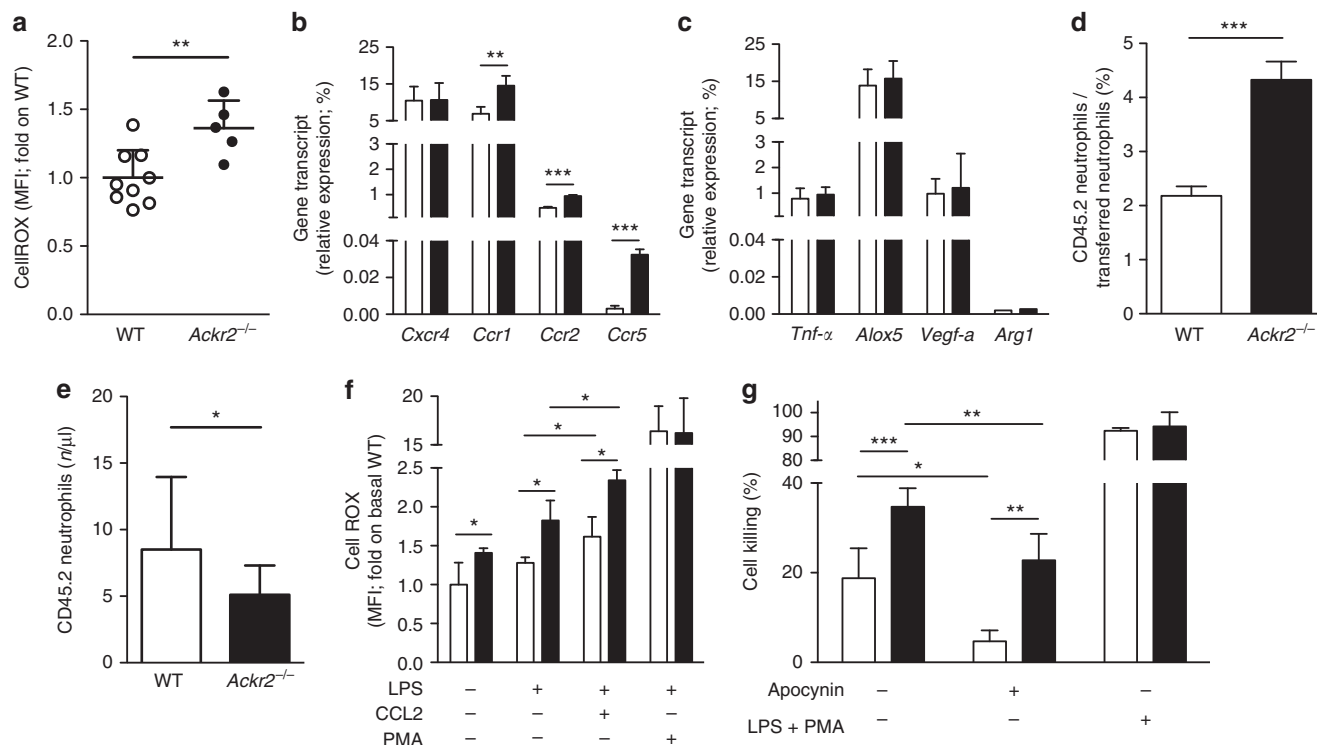 a
**
CellROX (MFI; fold on WT)
2.0
1.5
1.0
0.5
0.0
WT
Ackr2–/–
b
Gene transcript
(relative expression; %)
25
15
5
3
2
1
0.04
0.02
0.00
**
***
***
Cxcr4
Ccr1
Ccr2
Ccr5
c
Gene transcript
(relative expression; %)
25
15
5
3
2
1
0.04
0.02
0.00
Tnf-α
Alox5
Vegf-a
Arg1
d
***
CD45.2 neutrophils /
transferred neutrophils (%)
5
4
3
2
1
0
WT
Ackr2–/–
e
*
CD45.2 neutrophils (n/μl)
20
15
10
5
0
WT
Ackr2–/–
f
Cell ROX
(MFI; fold on basal WT)
20
15
2.5
2.0
1.5
1.0
0.5
0.0
*
*
*
*
*
LPS – + + +
CCL2 – – + –
PMA – – – +
g
Cell killing (%)
100
90
80
40
20
0
**
***
*
**
Apocynin – + –
LPS + PMA – – +